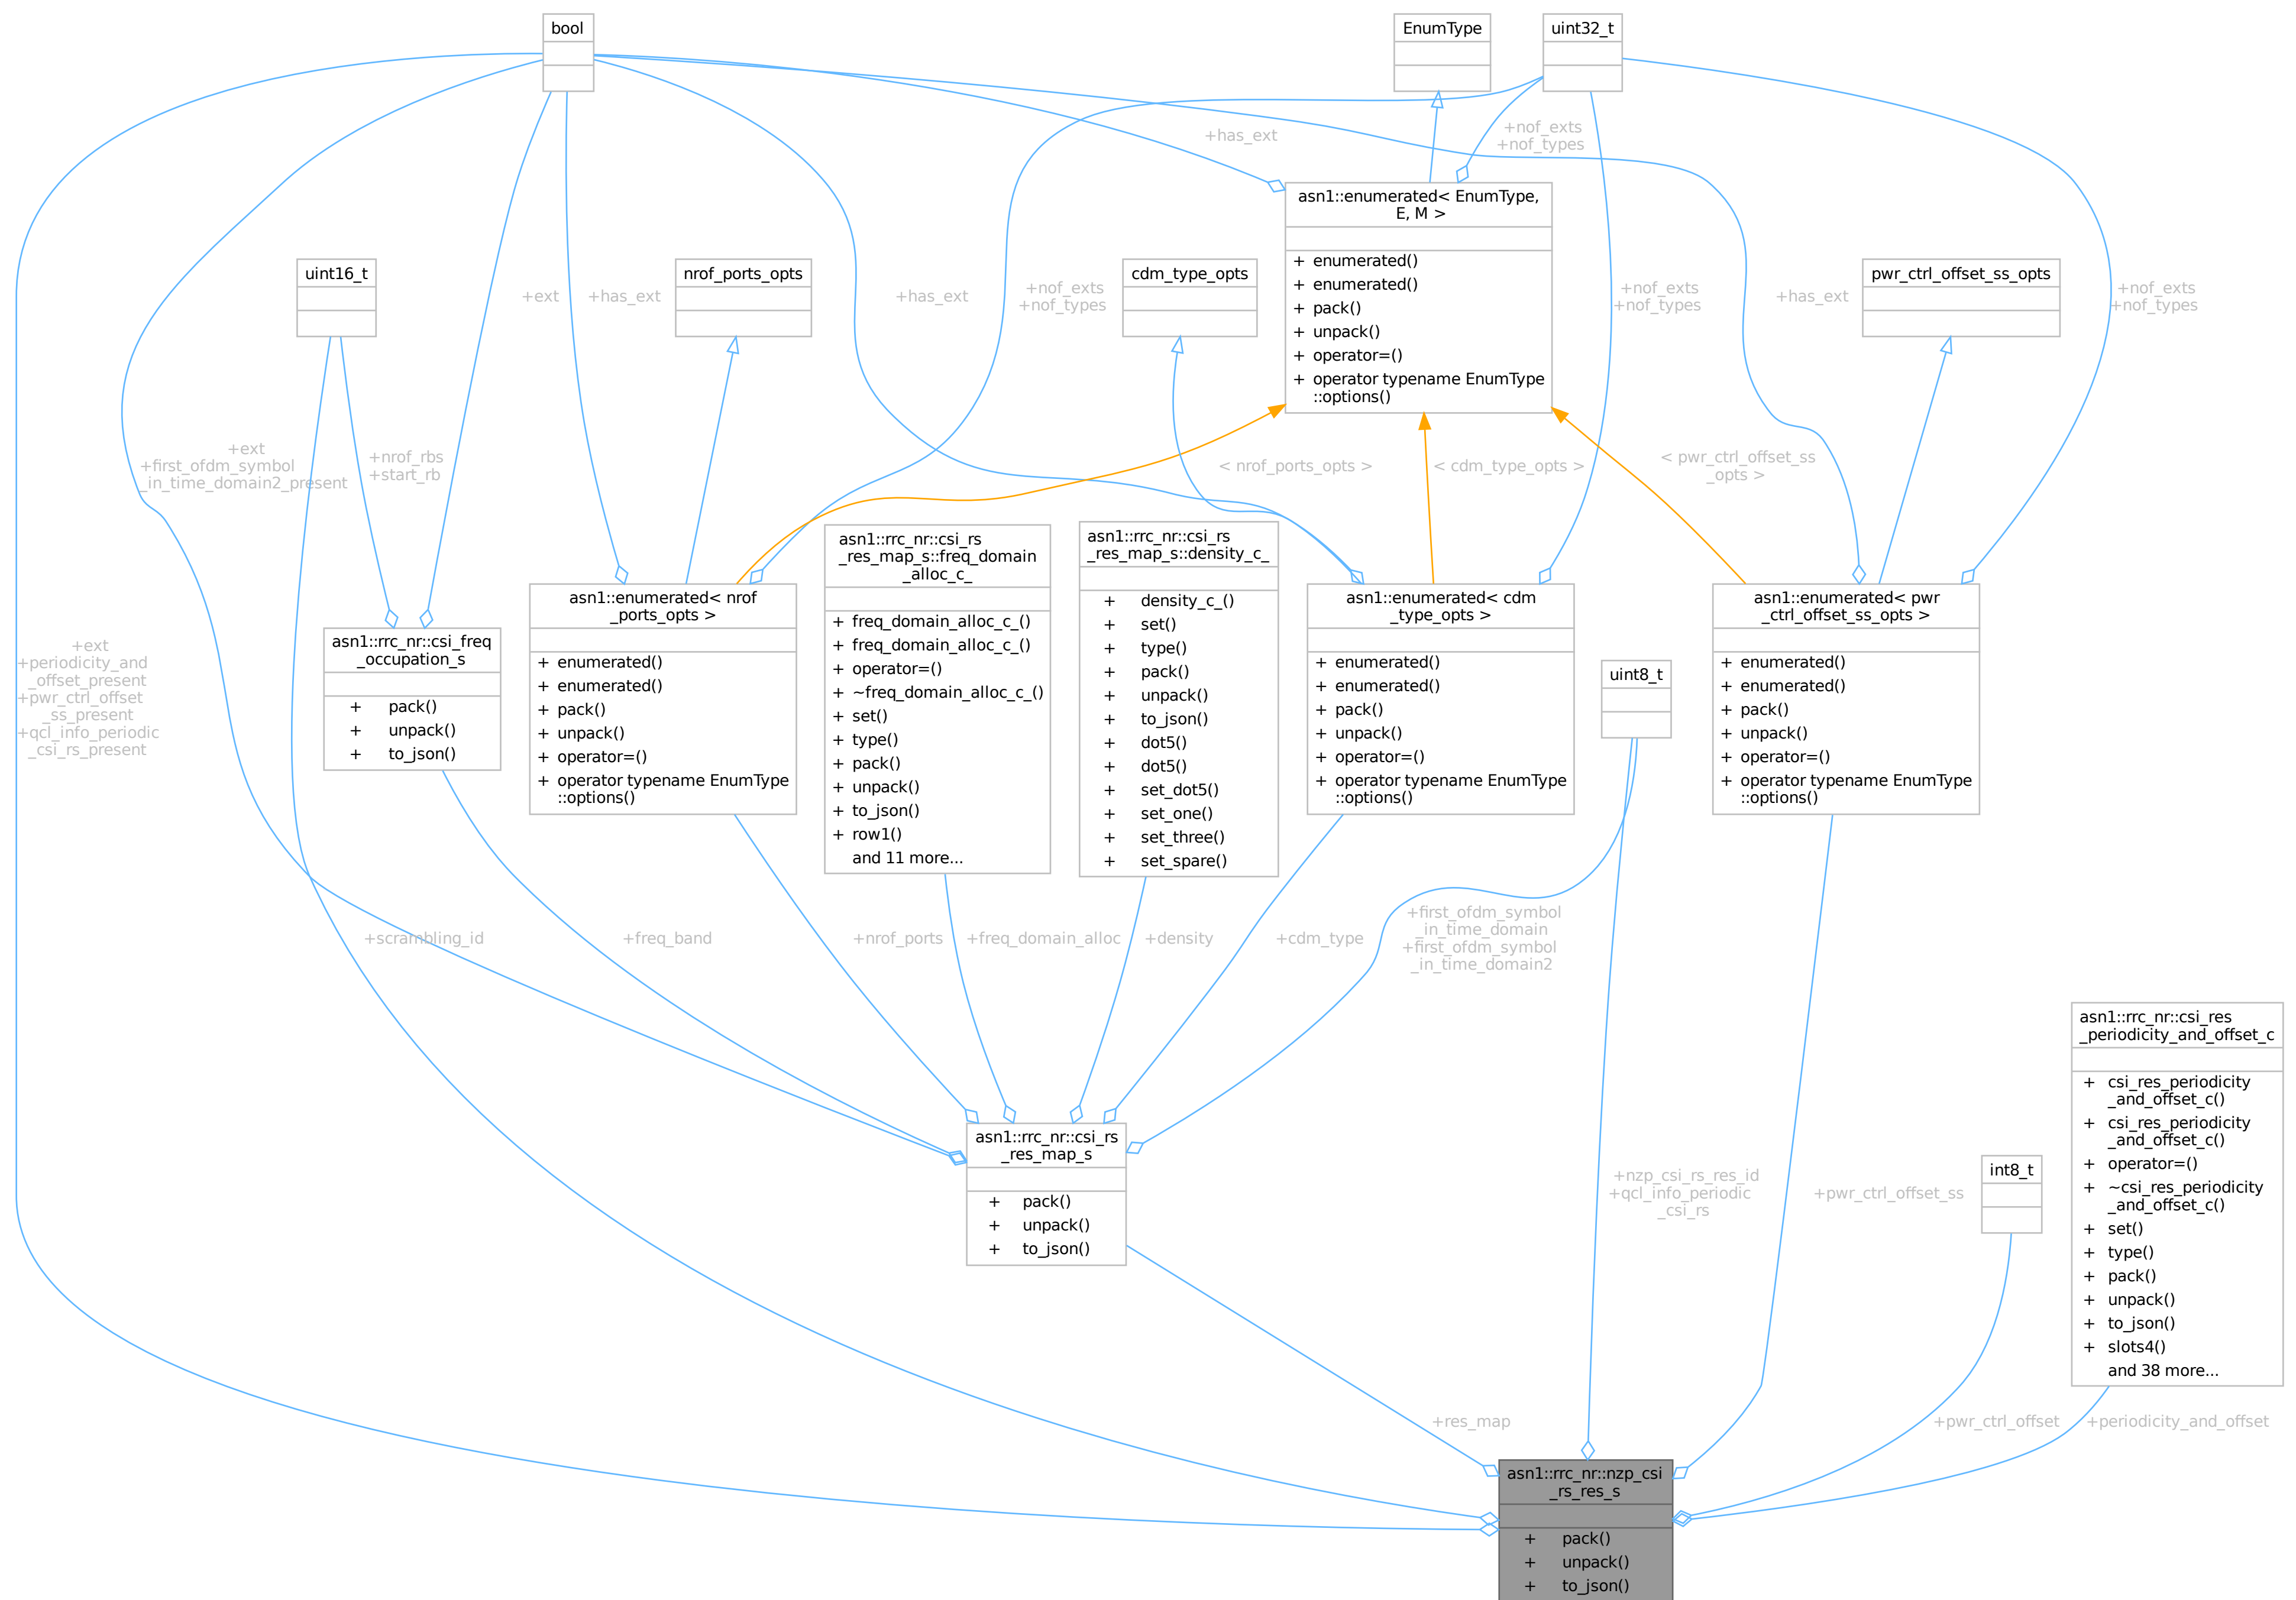 bool
EnumType
uint32_t
+has_ext
+nof_exts
+nof_types
asn1::enumerated< EnumType,
E, M >
+ enumerated()
+ enumerated()
+ pack()
+ unpack()
+ operator=()
+ operator typename EnumType
::options()
uint16_t
+ext
+has_ext
nrof_ports_opts
+has_ext
+nof_exts
+nof_types
cdm_type_opts
+nof_exts
+nof_types
+has_ext
pwr_ctrl_offset_ss_opts
+nof_exts
+nof_types
+ext
+first_ofdm_symbol
_in_time_domain2_present
+nrof_rbs
+start_rb
< nrof_ports_opts >
< cdm_type_opts >
< pwr_ctrl_offset_ss
_opts >
asn1::rrc_nr::csi_freq
_occupation_s
+ pack()
+ unpack()
+ to_json()
asn1::enumerated< nrof
_ports_opts >
+ enumerated()
+ enumerated()
+ pack()
+ unpack()
+ operator=()
+ operator typename EnumType
::options()
asn1::rrc_nr::csi_rs
_res_map_s::freq_domain
_alloc_c_
+ freq_domain_alloc_c_()
+ freq_domain_alloc_c_()
+ operator=()
+ ~freq_domain_alloc_c_()
+ set()
+ type()
+ pack()
+ unpack()
+ to_json()
+ row1()
and 11 more...
asn1::rrc_nr::csi_rs
_res_map_s::density_c_
+ density_c_()
+ set()
+ type()
+ pack()
+ unpack()
+ to_json()
+ dot5()
+ dot5()
+ set_dot5()
+ set_one()
+ set_three()
+ set_spare()
asn1::enumerated< cdm
_type_opts >
+ enumerated()
+ enumerated()
+ pack()
+ unpack()
+ operator=()
+ operator typename EnumType
::options()
uint8_t
asn1::enumerated< pwr
_ctrl_offset_ss_opts >
+ enumerated()
+ enumerated()
+ pack()
+ unpack()
+ operator=()
+ operator typename EnumType
::options()
+ext
+periodicity_and
_offset_present
+pwr_ctrl_offset
_ss_present
+qcl_info_periodic
_csi_rs_present
+scrambling_id
+freq_band
+nrof_ports
+freq_domain_alloc
+density
+cdm_type
+first_ofdm_symbol
_in_time_domain
+first_ofdm_symbol
_in_time_domain2
asn1::rrc_nr::csi_rs
_res_map_s
+ pack()
+ unpack()
+ to_json()
+nzp_csi_rs_res_id
+qcl_info_periodic
_csi_rs
+pwr_ctrl_offset_ss
int8_t
asn1::rrc_nr::csi_res
_periodicity_and_offset_c
+ csi_res_periodicity
_and_offset_c()
+ csi_res_periodicity
_and_offset_c()
+ operator=()
+ ~csi_res_periodicity
_and_offset_c()
+ set()
+ type()
+ pack()
+ unpack()
+ to_json()
+ slots4()
and 38 more...
+res_map
+pwr_ctrl_offset
+periodicity_and_offset
asn1::rrc_nr::nzp_csi
_rs_res_s
+ pack()
+ unpack()
+ to_json()